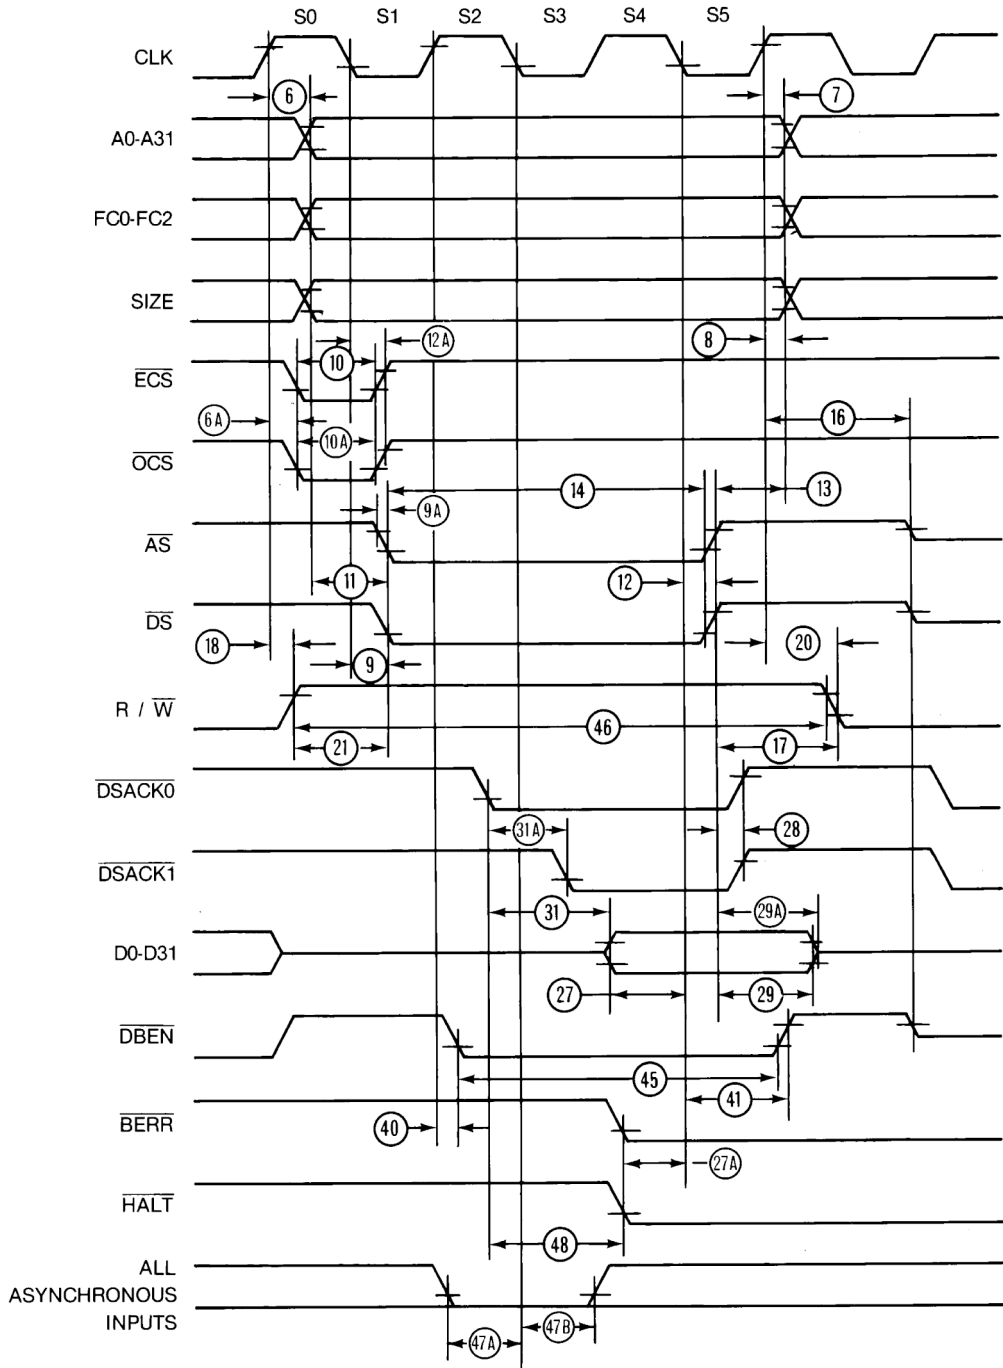 S0 S1 S2 S3 S4 S5
CLK
6 7
A0-A31
FC0-FC2
SIZE
12A 8
10
ECS
6A 16
10A
OCS
14 13
9A
AS
11 12
DS
18 9 20
R / W
46
21 17
DSACK0
31A 28
DSACK1
31 29A
D0-D31
27 29
DBEN
45
40 41
BERR
27A
HALT
48
ALL
ASYNCHRONOUS
INPUTS
47A 47B